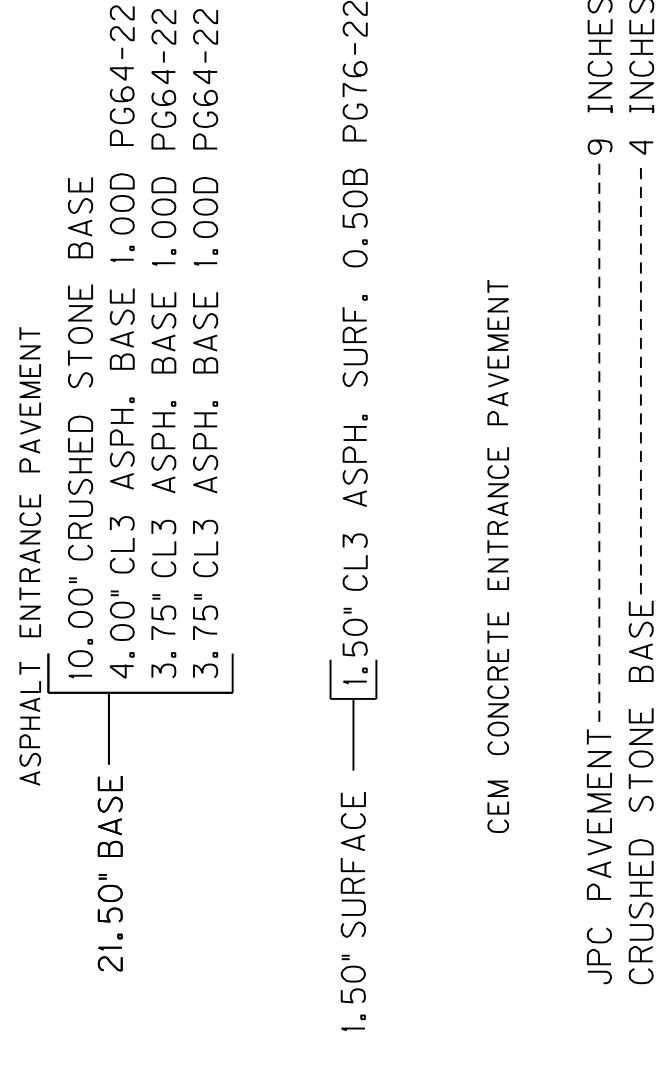 ASPHALT ENTRANCE PAVEMENT
10.00" CRUSHED STONE BASE
4.00" CL3 ASPH. BASE 1.00D PG64-22
21.50" BASE
3.75" CL3 ASPH. BASE 1.00D PG64-22
3.75" CL3 ASPH. BASE 1.00D PG64-22
1.50" SURFACE 1.50" CL3 ASPH. SURF. 0.50B PG76-22
CEM CONCRETE ENTRANCE PAVEMENT
JPC PAVEMENT--------------------------------------9 INCHES
CRUSHED STONE BASE-----------------------------4 INCHES